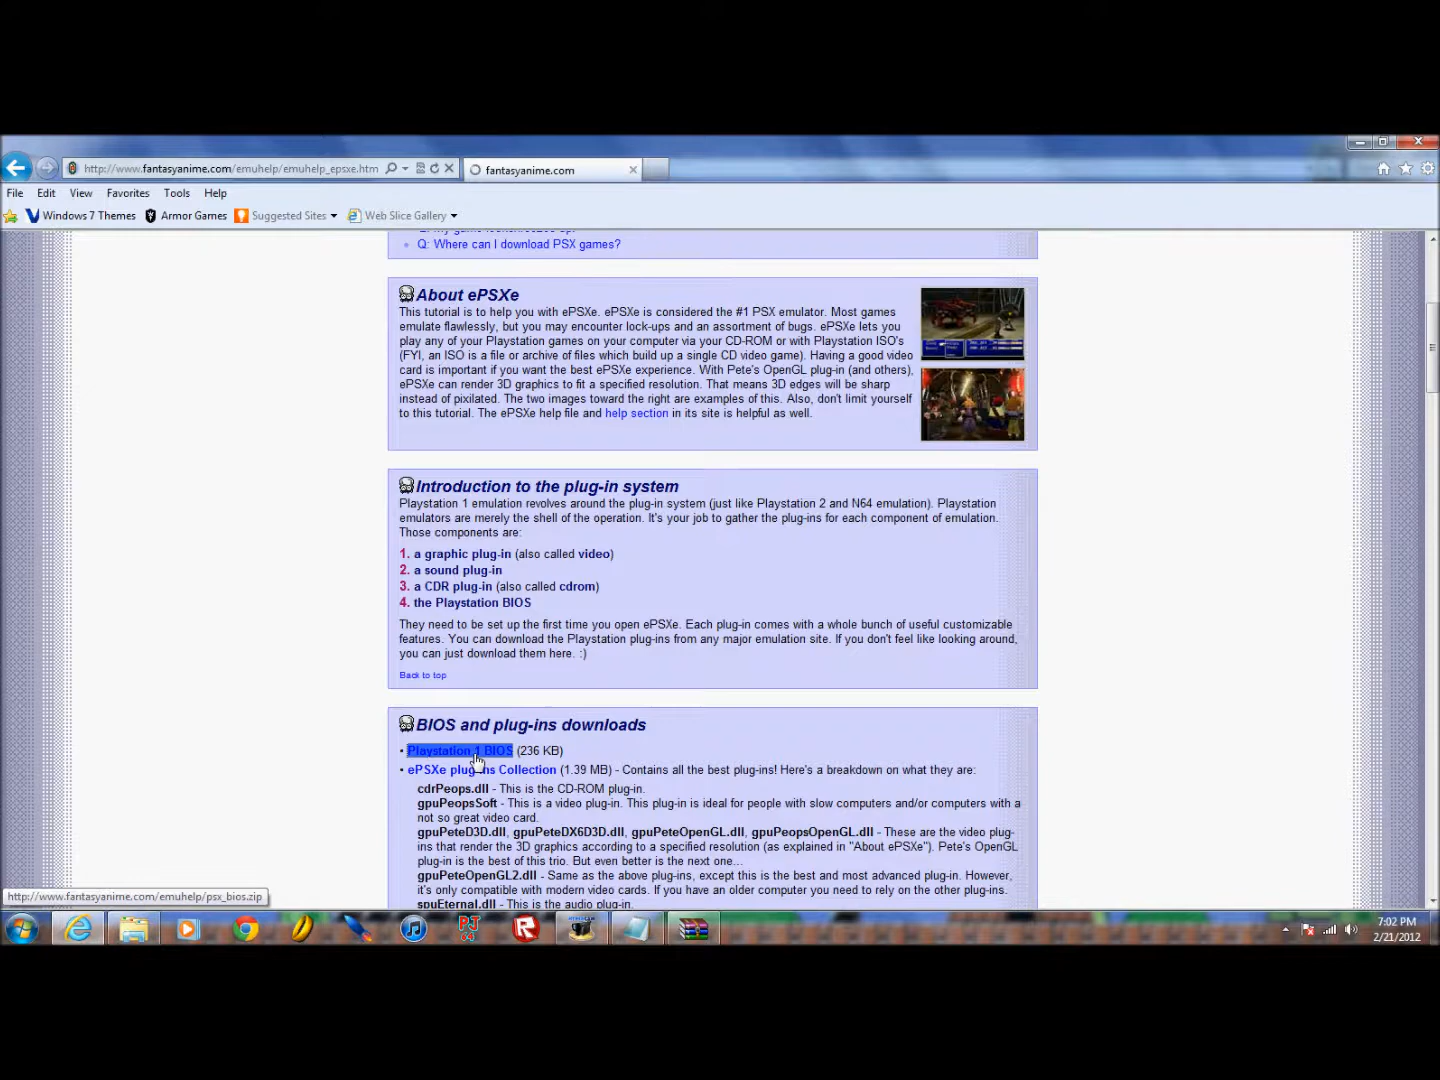 http://www.fantasyanime.com/emuhelp/emuhelp_epsxe.htm
fantasyanime.com
File Edit View Favorites Tools Help
Windows 7 Themes Armor Games Suggested Sites Web Slice Gallery
Q: Where can I download PSX games?
About ePSXe
This tutorial is to help you with ePSXe. ePSXe is considered the #1 PSX emulator. Most games
emulate flawlessly, but you may encounter lock-ups and an assortment of bugs. ePSXe lets you
play any of your Playstation games on your computer via your CD-ROM or with Playstation ISO's
(FYI, an ISO is a file or archive of files which build up a single CD video game). Having a good video
card is important if you want the best ePSXe experience. With Pete's OpenGL plug-in (and others),
ePSXe can render 3D graphics to fit a specified resolution. That means 3D edges will be sharp
instead of pixilated. The two images toward the right are examples of this. Also, don't limit yourself
to this tutorial. The ePSXe help file and help section in its site is helpful as well.
Introduction to the plug-in system
Playstation 1 emulation revolves around the plug-in system (just like Playstation 2 and N64 emulation). Playstation
emulators are merely the shell of the operation. It's your job to gather the plug-ins for each component of emulation.
Those components are:
1. a graphic plug-in (also called video)
2. a sound plug-in
3. a CDR plug-in (also called cdrom)
4. the Playstation BIOS
They need to be set up the first time you open ePSXe. Each plug-in comes with a whole bunch of useful customizable
features. You can download the Playstation plug-ins from any major emulation site. If you don't feel like looking around,
you can just download them here. :)
Back to top
BIOS and plug-ins downloads
• Playstation 1 BIOS (236 KB)
• ePSXe plug-ins Collection (1.39 MB) - Contains all the best plug-ins! Here's a breakdown on what they are:
cdrPeops.dll - This is the CD-ROM plug-in.
gpuPeopsSoft - This is a video plug-in. This plug-in is ideal for people with slow computers and/or computers with a
not so great video card.
gpuPeteD3D.dll, gpuPeteDX6D3D.dll, gpuPeteOpenGL.dll, gpuPeopsOpenGL.dll - These are the video plug-
ins that render the 3D graphics according to a specified resolution (as explained in "About ePSXe"). Pete's OpenGL
plug-in is the best of this trio. But even better is the next one...
gpuPeteOpenGL2.dll - Same as the above plug-ins, except this is the best and most advanced plug-in. However,
it's only compatible with modern video cards. If you have an older computer you need to rely on the other plug-ins.
spuEternal.dll - This is the audio plug-in.
http://www.fantasyanime.com/emuhelp/psx_bios.zip
7:02 PM
2/21/2012